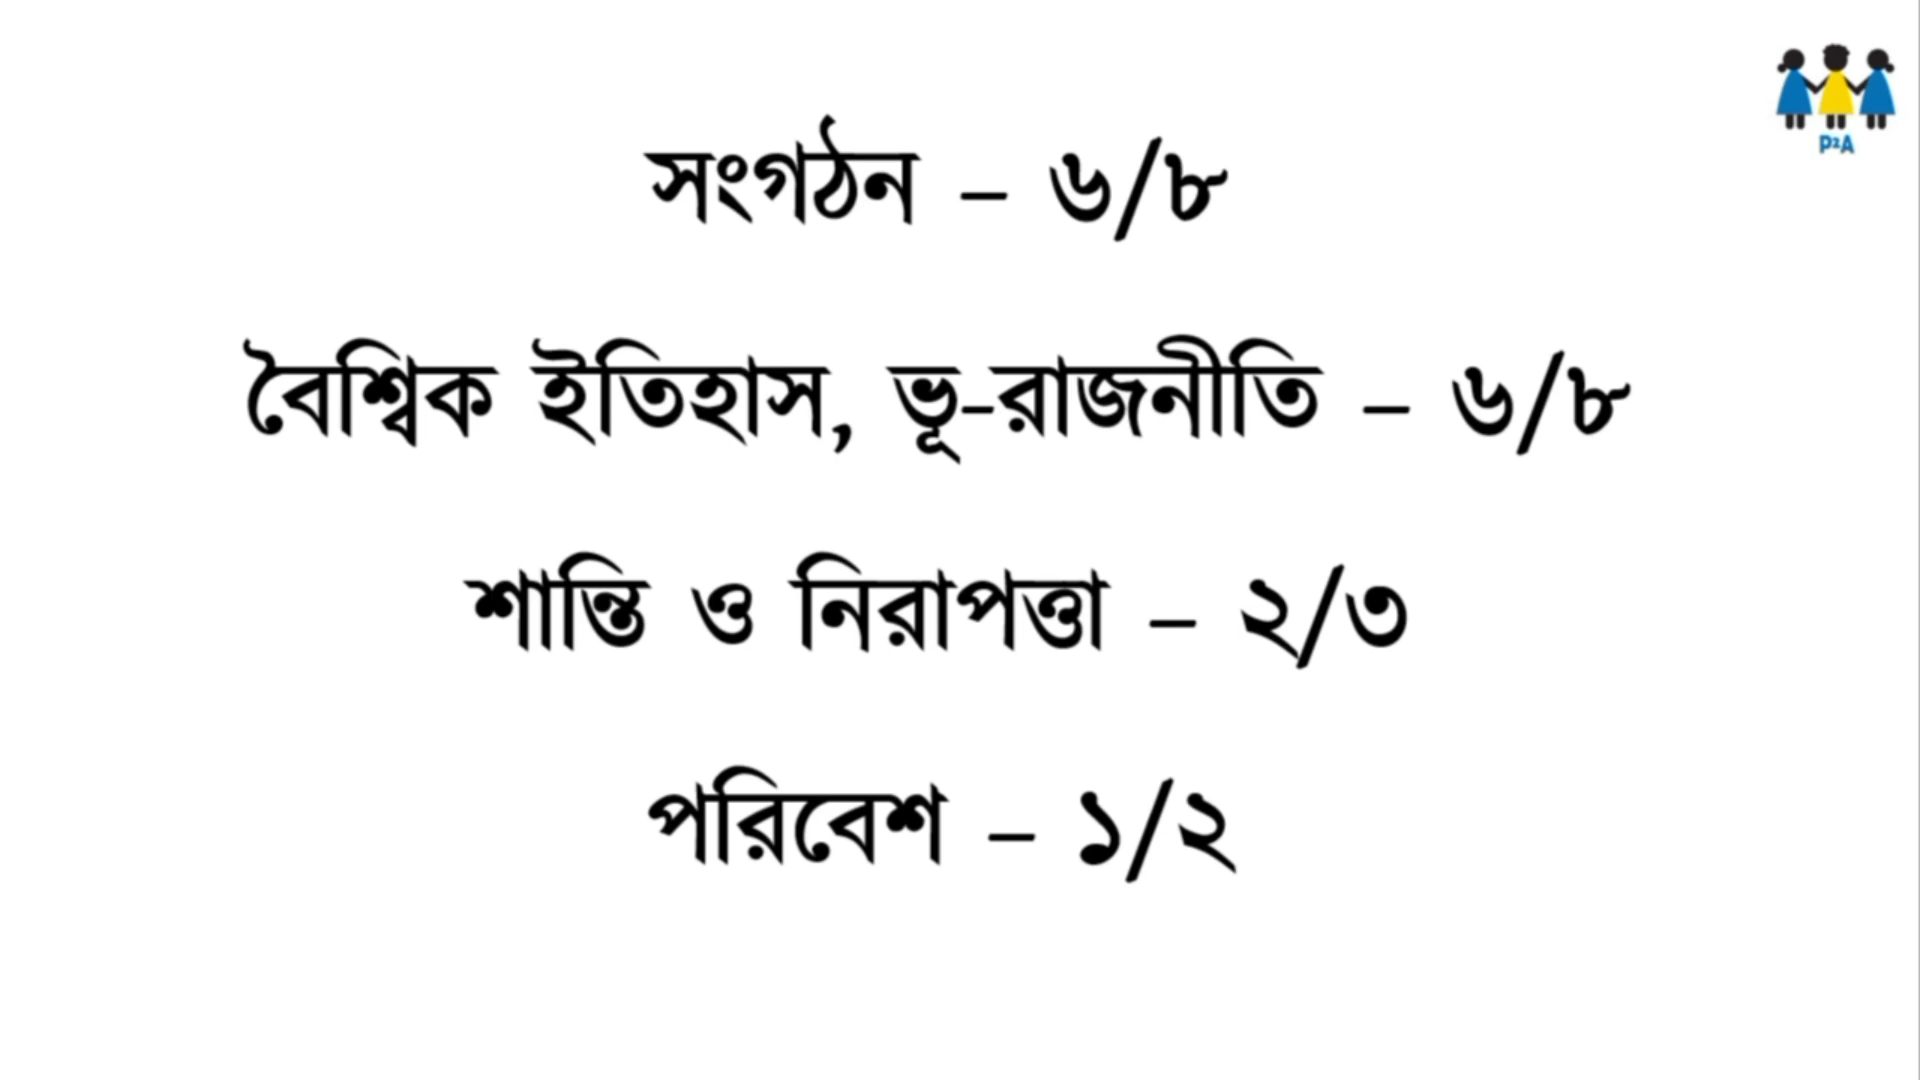 সংগঠন – ৬/৮
বৈশ্বিক ইতিহাস, ভূ-রাজনীতি – ৬/৮
শান্তি ও নিরাপত্তা – ২/৩
পরিবেশ – ১/২
P²A